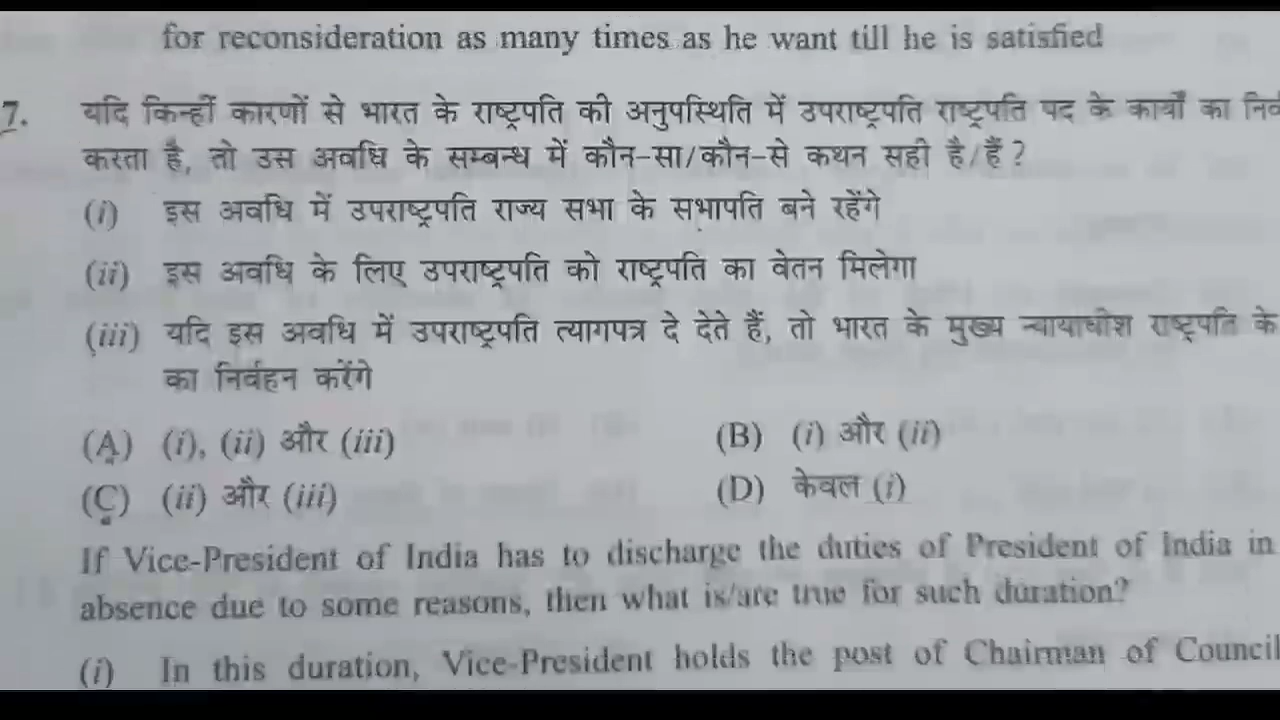 for reconsideration as many times as he want till he is satisfied
7. यदि किन्हीं कारणों से भारत के राष्ट्रपति की अनुपस्थिति में उपराष्ट्रपति राष्ट्रपति पद के कार्यों का
करता है, तो उस अवधि के सम्बन्ध में कौन-सा/कौन-से कथन सही है/हैं ?
(i) इस अवधि में उपराष्ट्रपति राज्य सभा के सभापति बने रहेंगे
(ii) इस अवधि के लिए उपराष्ट्रपति को राष्ट्रपति का वेतन मिलेगा
(iii) यदि इस अवधि में उपराष्ट्रपति त्यागपत्र दे देते हैं, तो भारत के मुख्य न्यायाधीश राष्ट्रपति के
का निर्वहन करेंगे
(A) (i), (ii) और (iii) (B) (i) और (ii)
(C) (ii) और (iii) (D) केवल (i)
If Vice-President of India has to discharge the duties of President of India in
absence due to some reasons, then what is/are true for such duration?
(i) In this duration, Vice-President holds the post of Chairman of Council